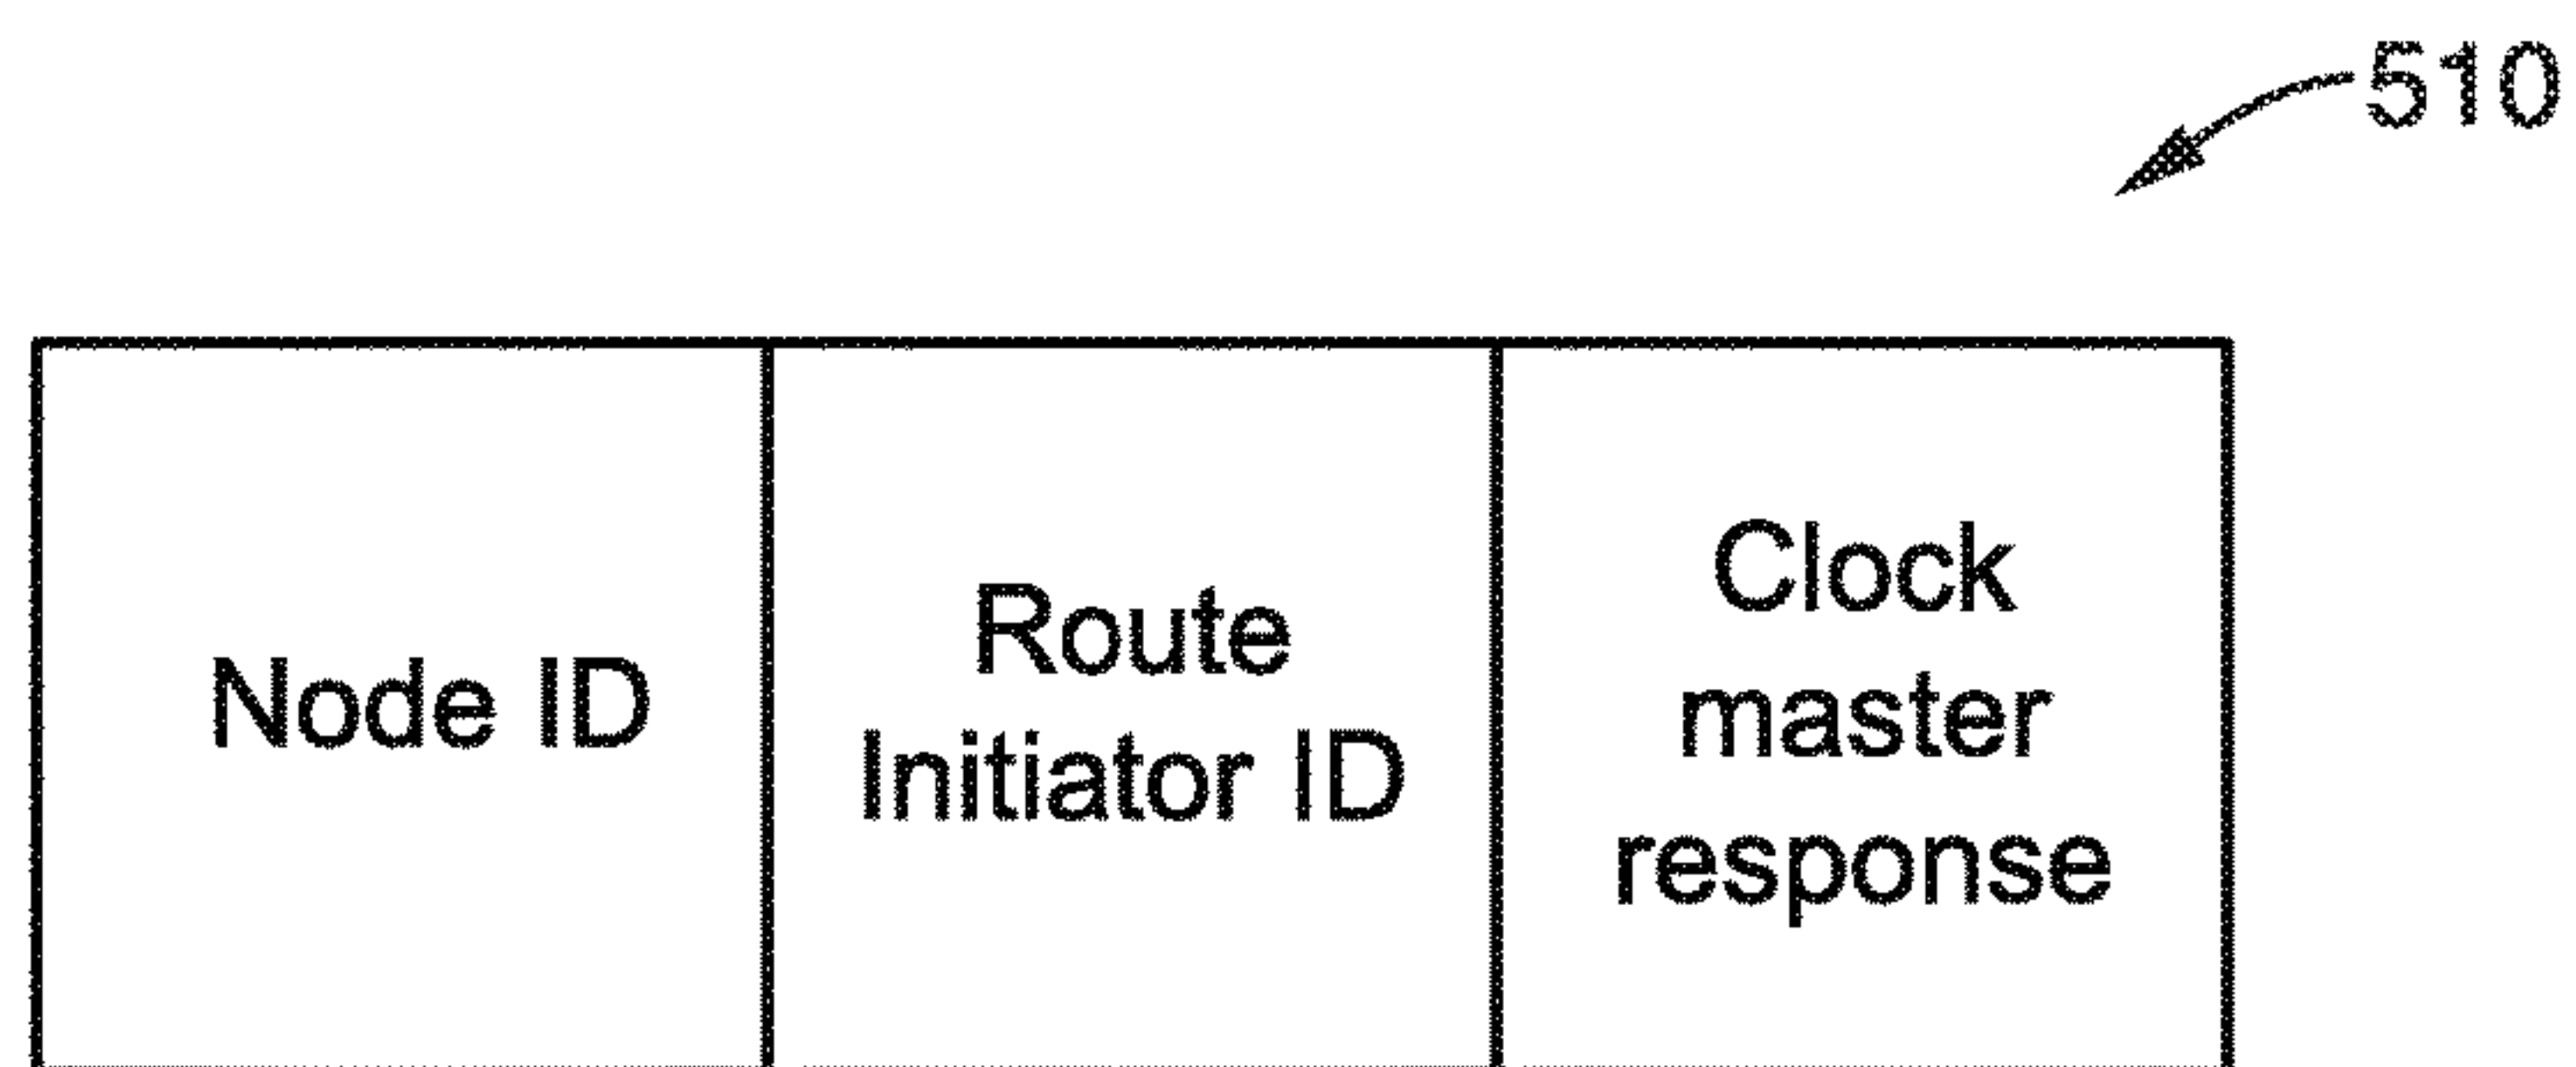 510
Node ID
Route
Initiator ID
Clock
master
response